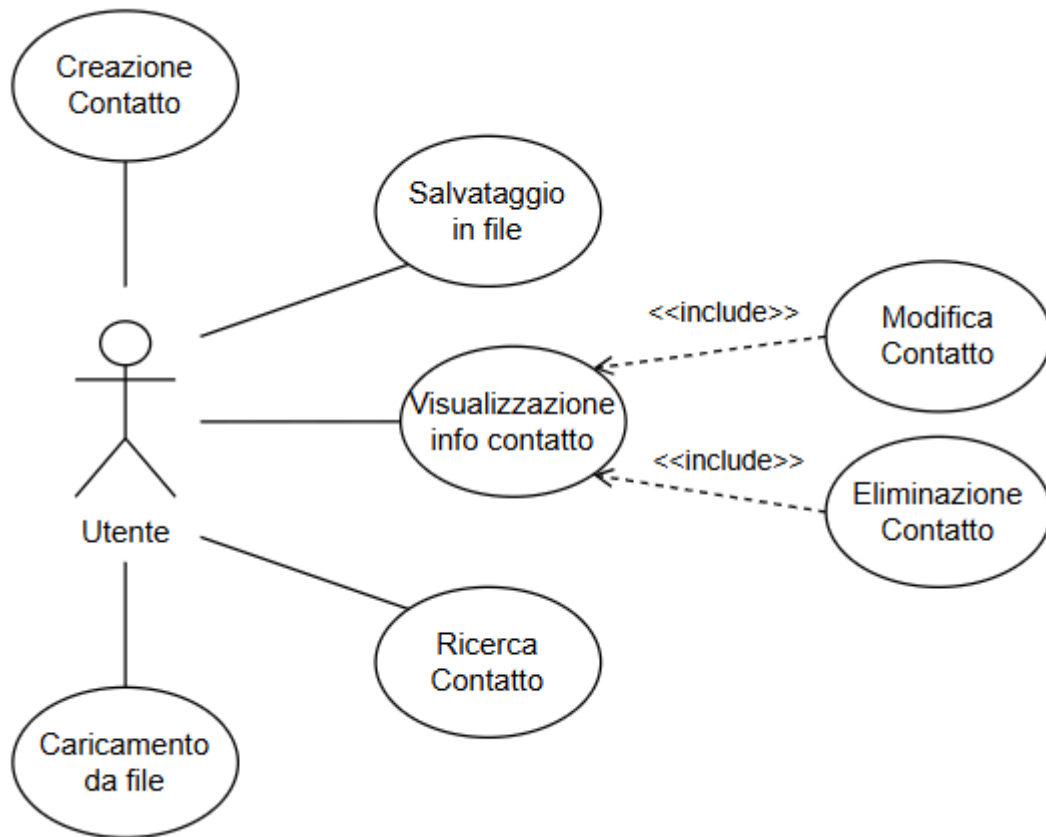 Creazione
Contatto
Salvataggio
in file
<<include>>
Modifica
Contatto
Visualizzazione
info contatto
<<include>>
Eliminazione
Contatto
Utente
Ricerca
Contatto
Caricamento
da file